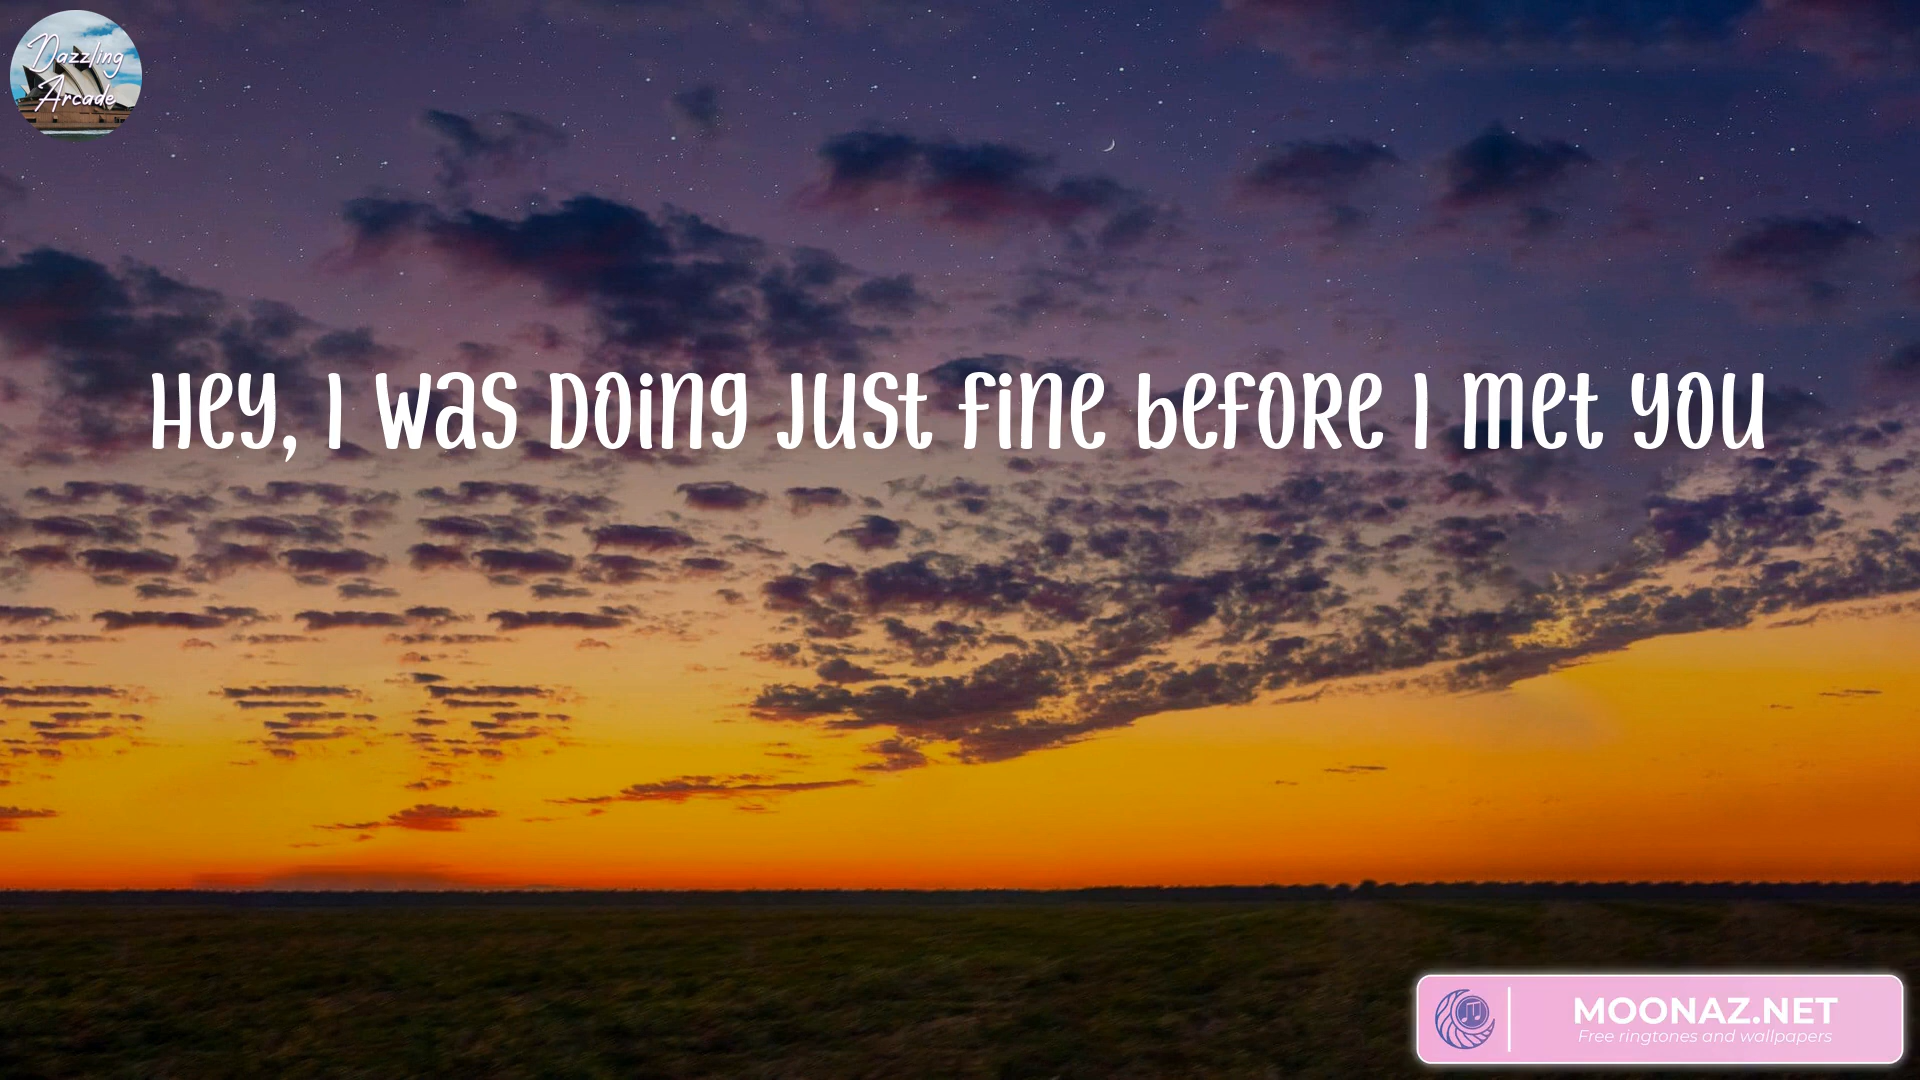 Dazzling
Arcade
Hey, I was doing just fine before I met you
MOONAZ.NET
Free ringtones and wallpapers